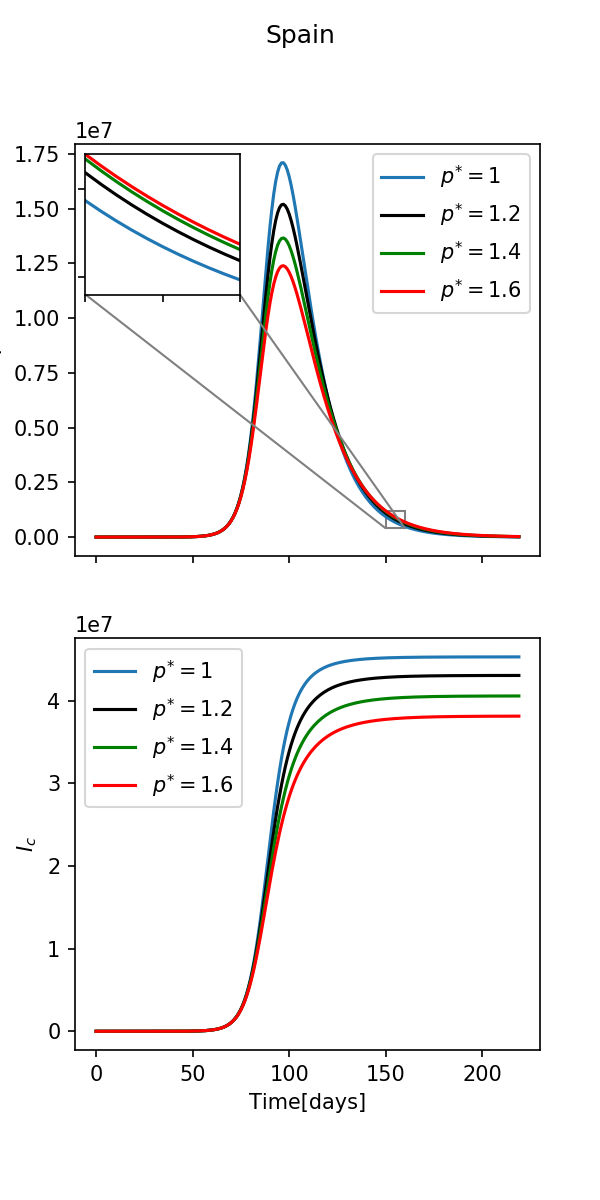 Spain
1e7
1.75
1.50
1.25
1.00
0.75
0.50
0.25
0.00
p* = 1
p* = 1.2
p* = 1.4
p* = 1.6
1e7
4
3
2
1
0
I_c
p* = 1
p* = 1.2
p* = 1.4
p* = 1.6
0 50 100 150 200
Time[days]